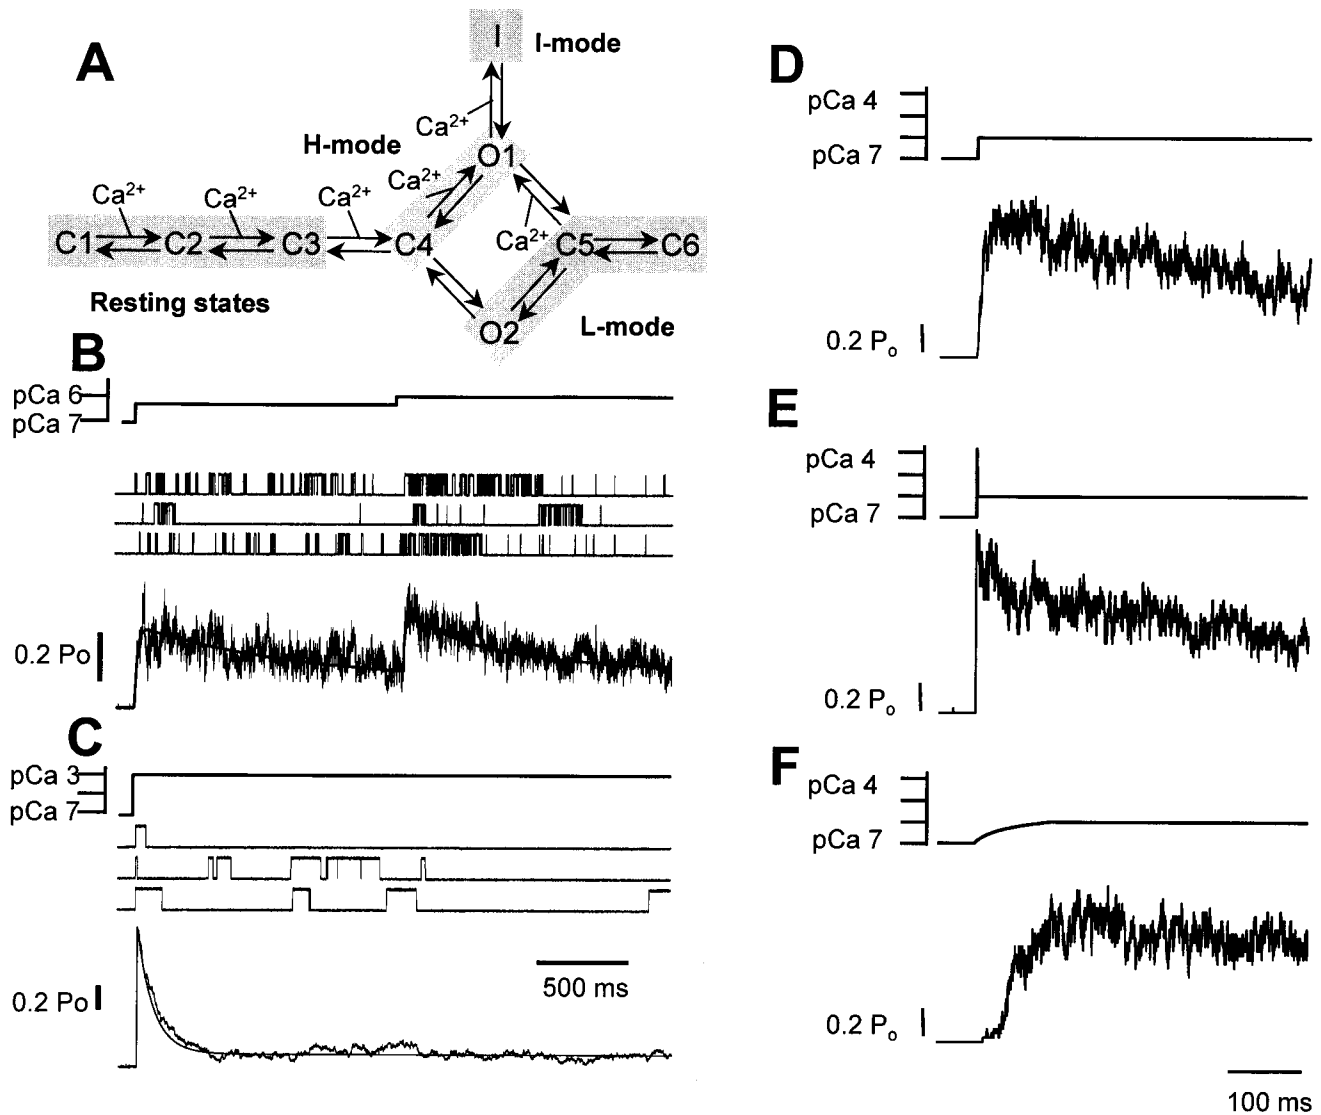 A
I
I-mode
Ca2+
H-mode
O1
Ca2+
Ca2+
Ca2+
Ca2+
Ca2+
C1
C2
C3
C4
C5
C6
Resting states
O2
L-mode
B
pCa 6
pCa 7
0.2 Po
C
pCa 3
pCa 7
500 ms
0.2 Po
D
pCa 4
pCa 7
0.2 Po
E
pCa 4
pCa 7
0.2 Po
F
pCa 4
pCa 7
0.2 Po
100 ms